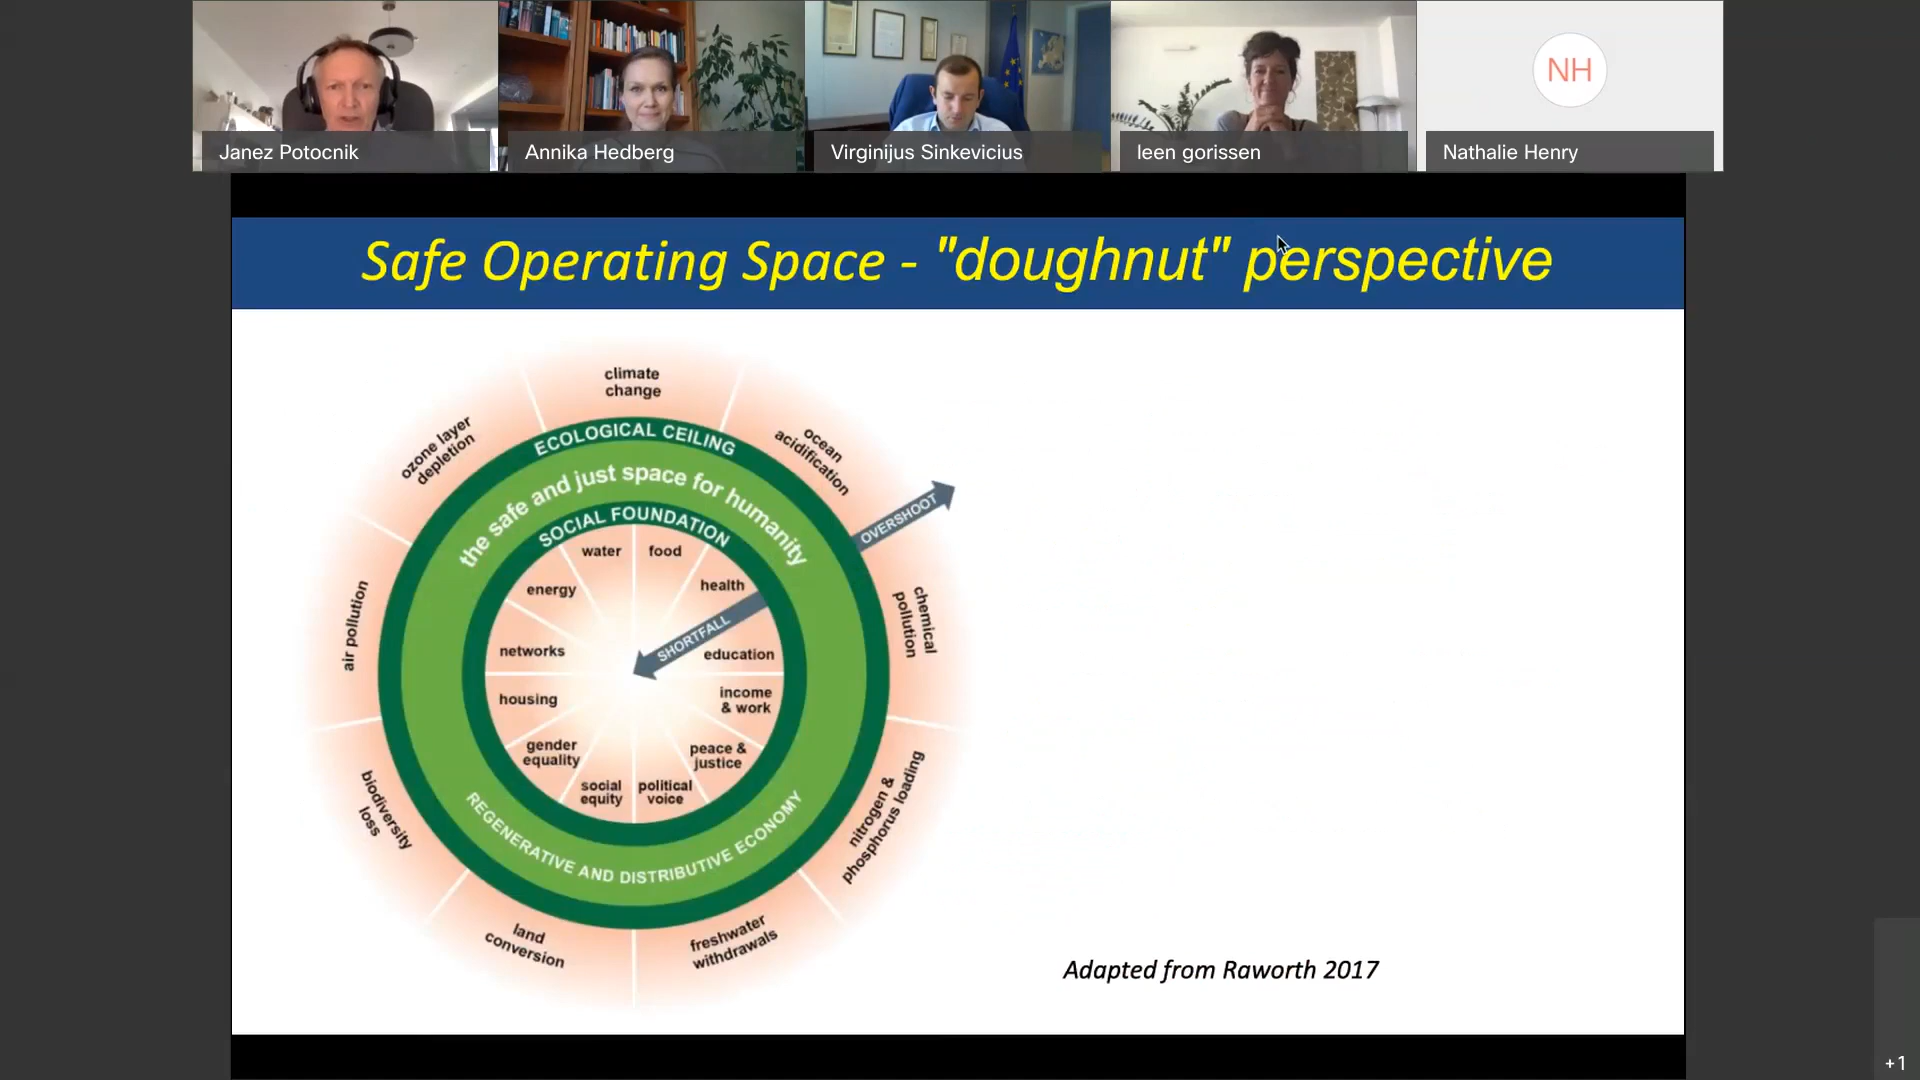 Janez Potocnik
Annika Hedberg
Virginijus Sinkevicius
leen gorissen
NH
Nathalie Henry
Safe Operating Space - "doughnut" perspective
climate
change
ozone layer
depletion
ocean
acidification
ECOLOGICAL CEILING
the safe and just space for humanity
SOCIAL FOUNDATION
OVERSHOOT
water
food
energy
health
SHORTFALL
air pollution
chemical
pollution
networks
education
housing
income
& work
gender
equality
peace &
justice
social
equity
political
voice
biodiversity
loss
nitrogen &
phosphorus loading
REGENERATIVE AND DISTRIBUTIVE ECONOMY
land
conversion
freshwater
withdrawals
Adapted from Raworth 2017
+1